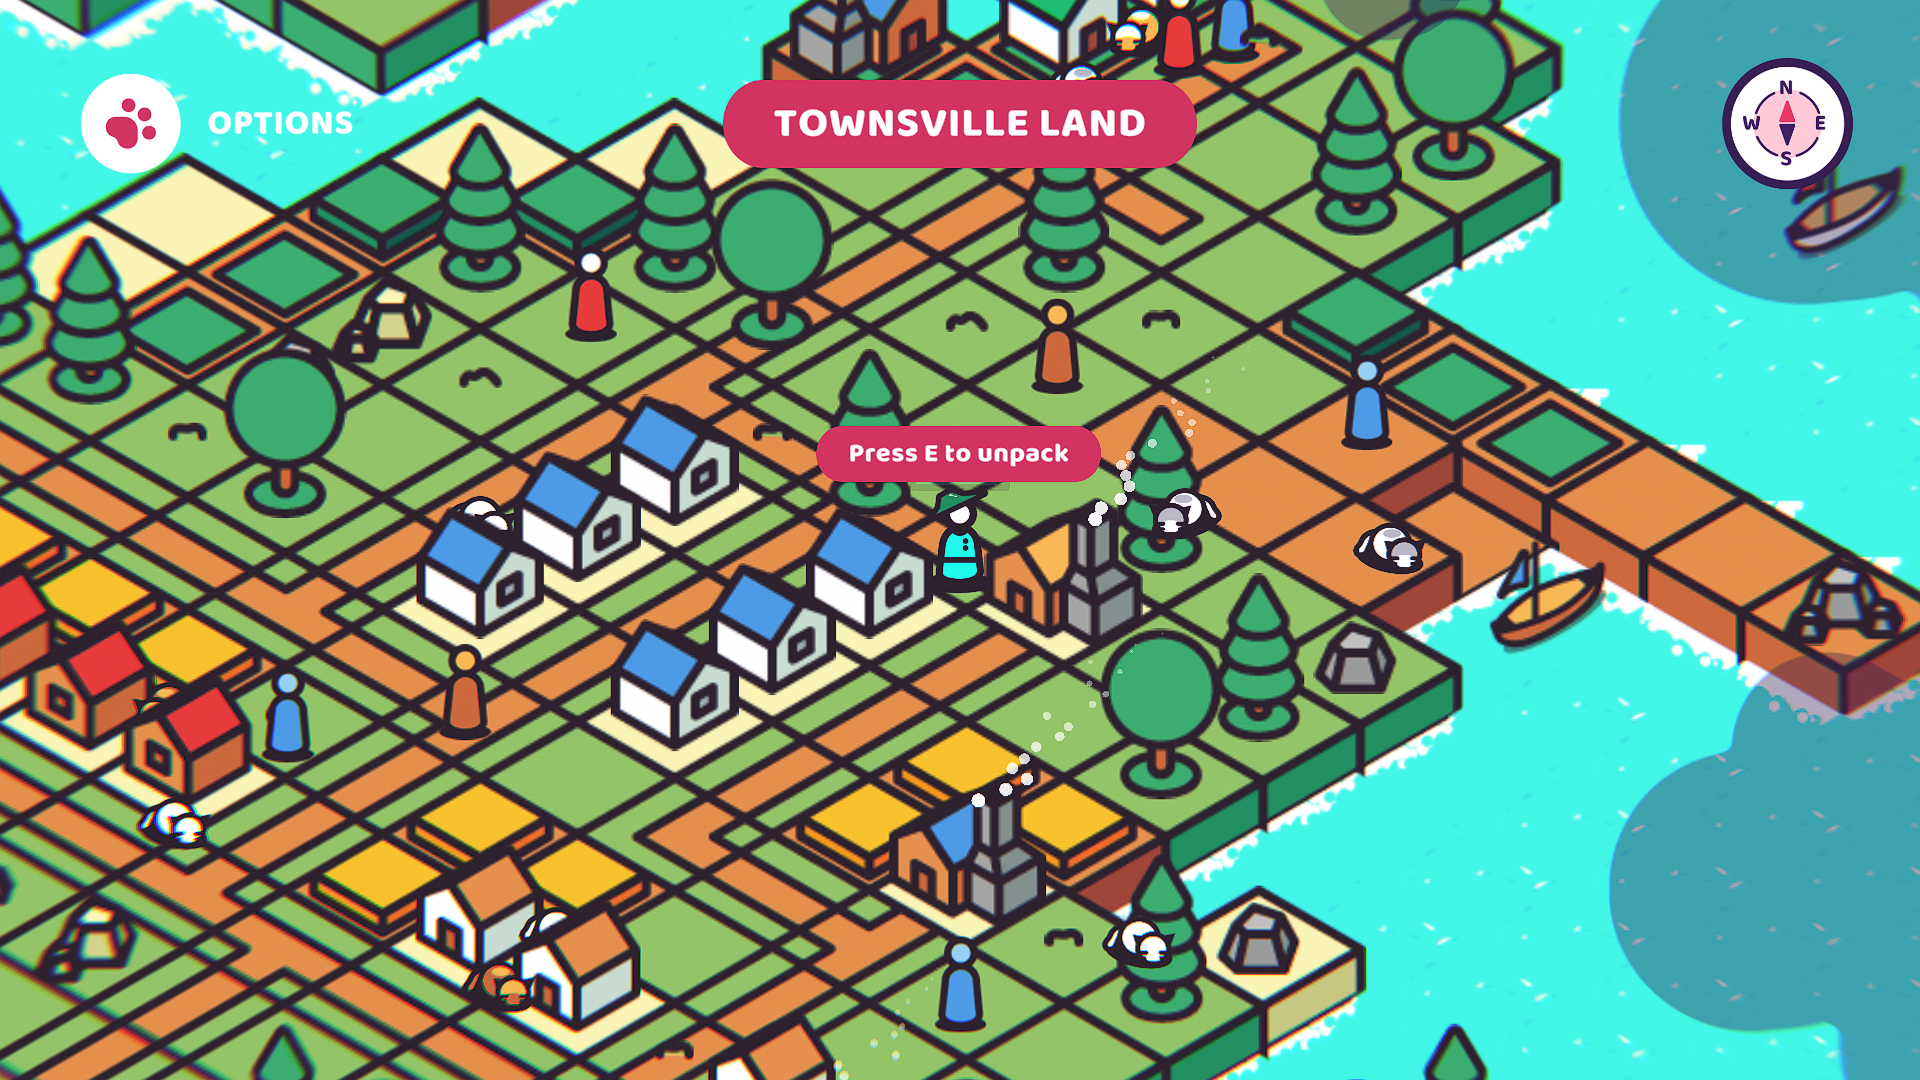 OPTIONS
TOWNSVILLE LAND
N
W E
S
Press E to unpack